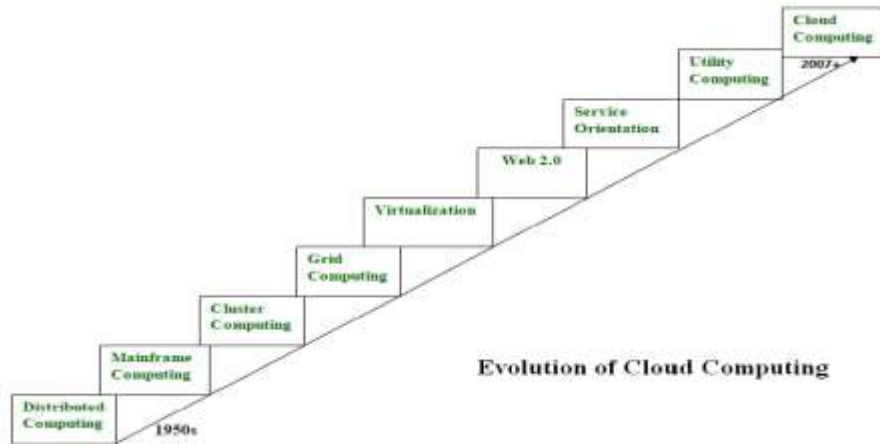 Cloud
Computing
2007+
Utility
Computing
Service
Orientation
Web 2.0
Virtualization
Grid
Computing
Cluster
Computing
Mainframe
Computing
Distributed
Computing
1950s
Evolution of Cloud Computing